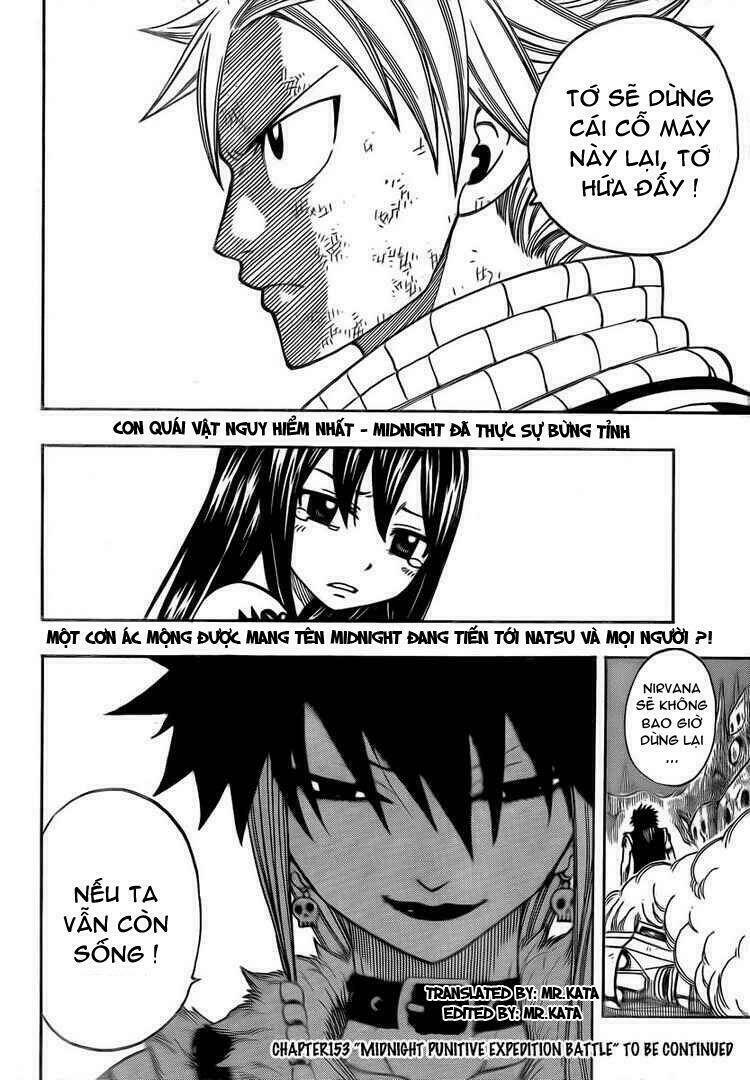 TỚ SẼ DỪNG
CÁI CỖ MÁY
NÀY LẠI, TỚ
HỨA ĐẤY !
CON QUÁI VẬT NGUY HIỂM NHẤT - MIDNIGHT ĐÃ THỰC SỰ BỪNG TỈNH
MỘT CƠN ÁC MỘNG ĐƯỢC MANG TÊN MIDNIGHT ĐANG TIẾN TỚI NATSU VÀ MỌI NGƯỜI ?!
NIRVANA
SẼ KHÔNG
BAO GIỜ
DỪNG LẠI
...
NẾU TA
VẪN CÒN
SỐNG !
TRANSLATED BY: MR.KATA
EDITED BY: MR.KATA
CHAPTER153 "MIDNIGHT PUNITIVE EXPEDITION BATTLE" TO BE CONTINUED